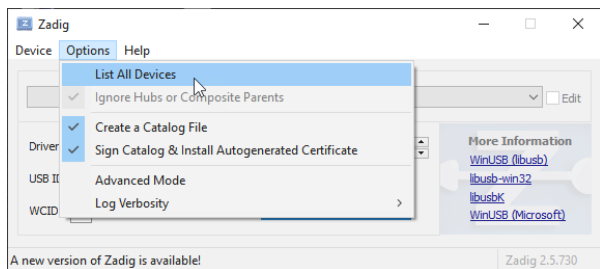 Zadig
Device Options Help
List All Devices
Ignore Hubs or Composite Parents
Edit
Create a Catalog File
Driver
Sign Catalog & Install Autogenerated Certificate
More Information
WinUSB (libusb)
USB ID
Advanced Mode
libusb-win32
Log Verbosity
libusbK
WCID
WinUSB (Microsoft)
A new version of Zadig is available!
Zadig 2.5.730